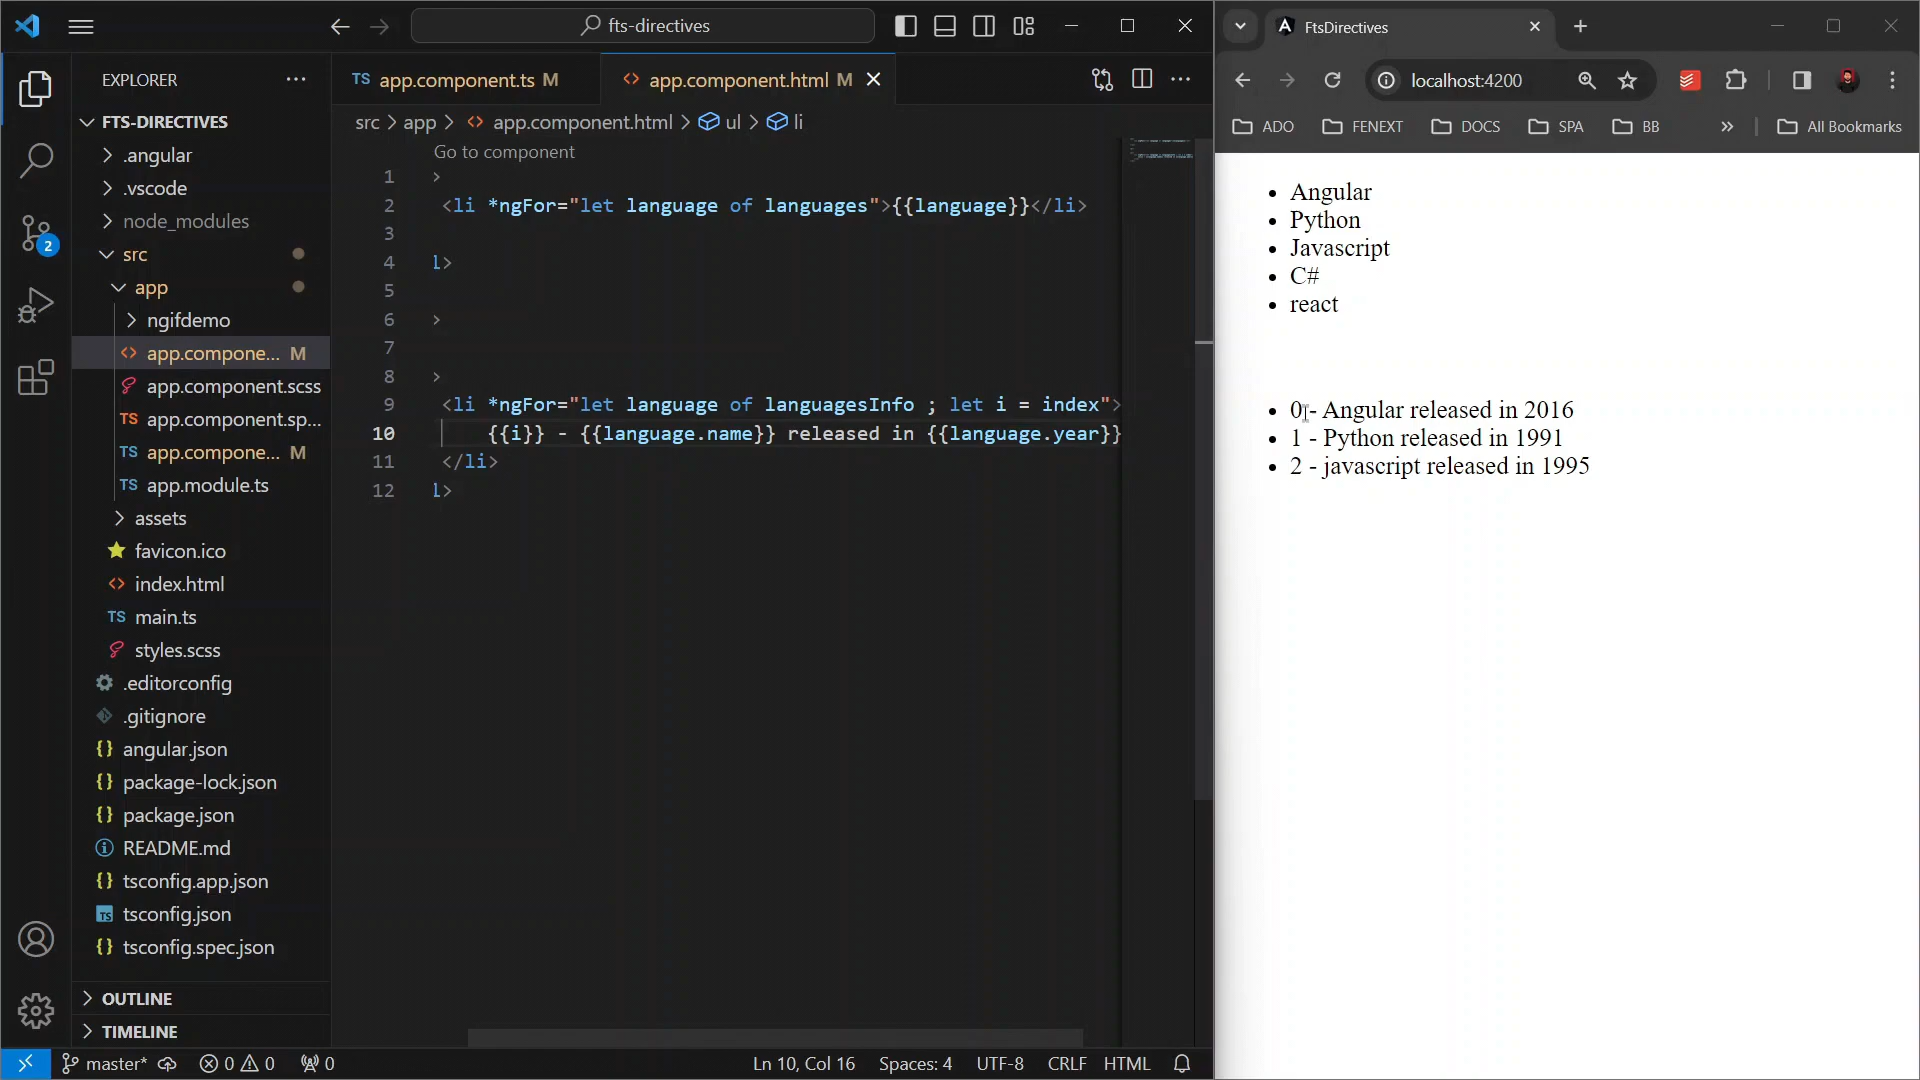 fts-directives
EXPLORER
FTS-DIRECTIVES
.angular
.vscode
node_modules
src
app
ngifdemo
app.compone... M
app.component.scss
app.component.sp...
app.compone... M
app.module.ts
assets
favicon.ico
index.html
main.ts
styles.scss
.editorconfig
.gitignore
angular.json
package-lock.json
package.json
README.md
tsconfig.app.json
tsconfig.json
tsconfig.spec.json
OUTLINE
TIMELINE
2
TS app.component.ts M
app.component.html M
src > app > app.component.html > ul > li
Go to component
1 >
2 <li *ngFor="let language of languages">{{language}}</li>
3
4 l>
5
6 >
7
8 >
9 <li *ngFor="let language of languagesInfo ; let i = index">
10 {{i}} - {{language.name}} released in {{language.year}}
11 </li>
12 l>
master* 0 0 0
Ln 10, Col 16 Spaces: 4 UTF-8 CRLF HTML
FtsDirectives
localhost:4200
ADO FENEXT DOCS SPA BB » All Bookmarks
• Angular
• Python
• Javascript
• C#
• react
• 0 - Angular released in 2016
• 1 - Python released in 1991
• 2 - javascript released in 1995